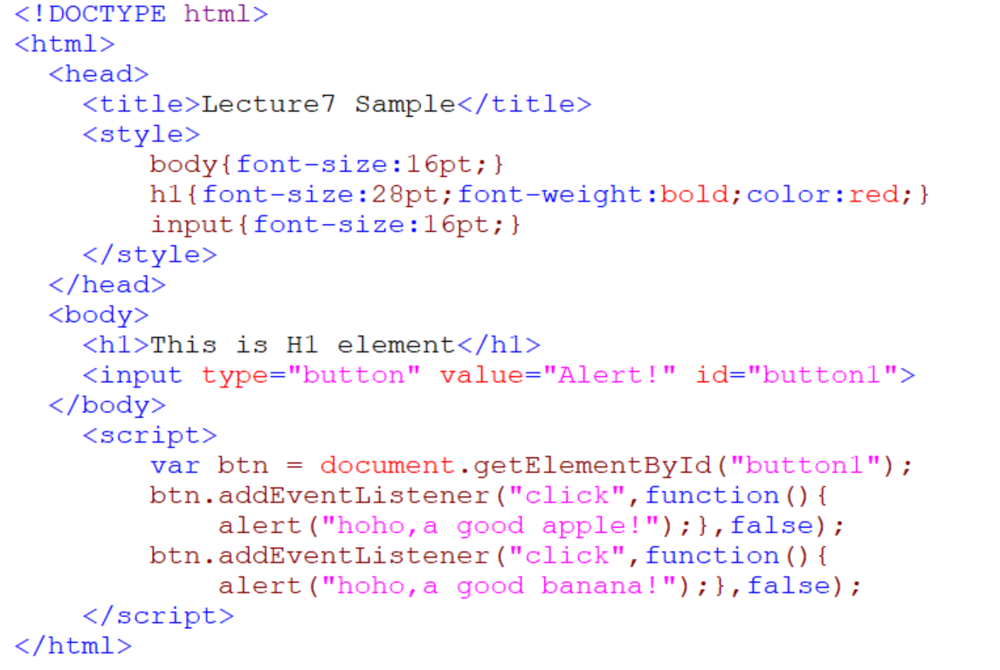 <!DOCTYPE html>
<html>
  <head>
    <title>Lecture7 Sample</title>
    <style>
        body{font-size:16pt;}
        h1{font-size:28pt;font-weight:bold;color:red;}
        input{font-size:16pt;}
    </style>
  </head>
  <body>
    <h1>This is H1 element</h1>
    <input type="button" value="Alert!" id="button1">
  </body>
    <script>
        var btn = document.getElementById("button1");
        btn.addEventListener("click",function(){
            alert("hoho,a good apple!");},false);
        btn.addEventListener("click",function(){
            alert("hoho,a good banana!");},false);
    </script>
</html>